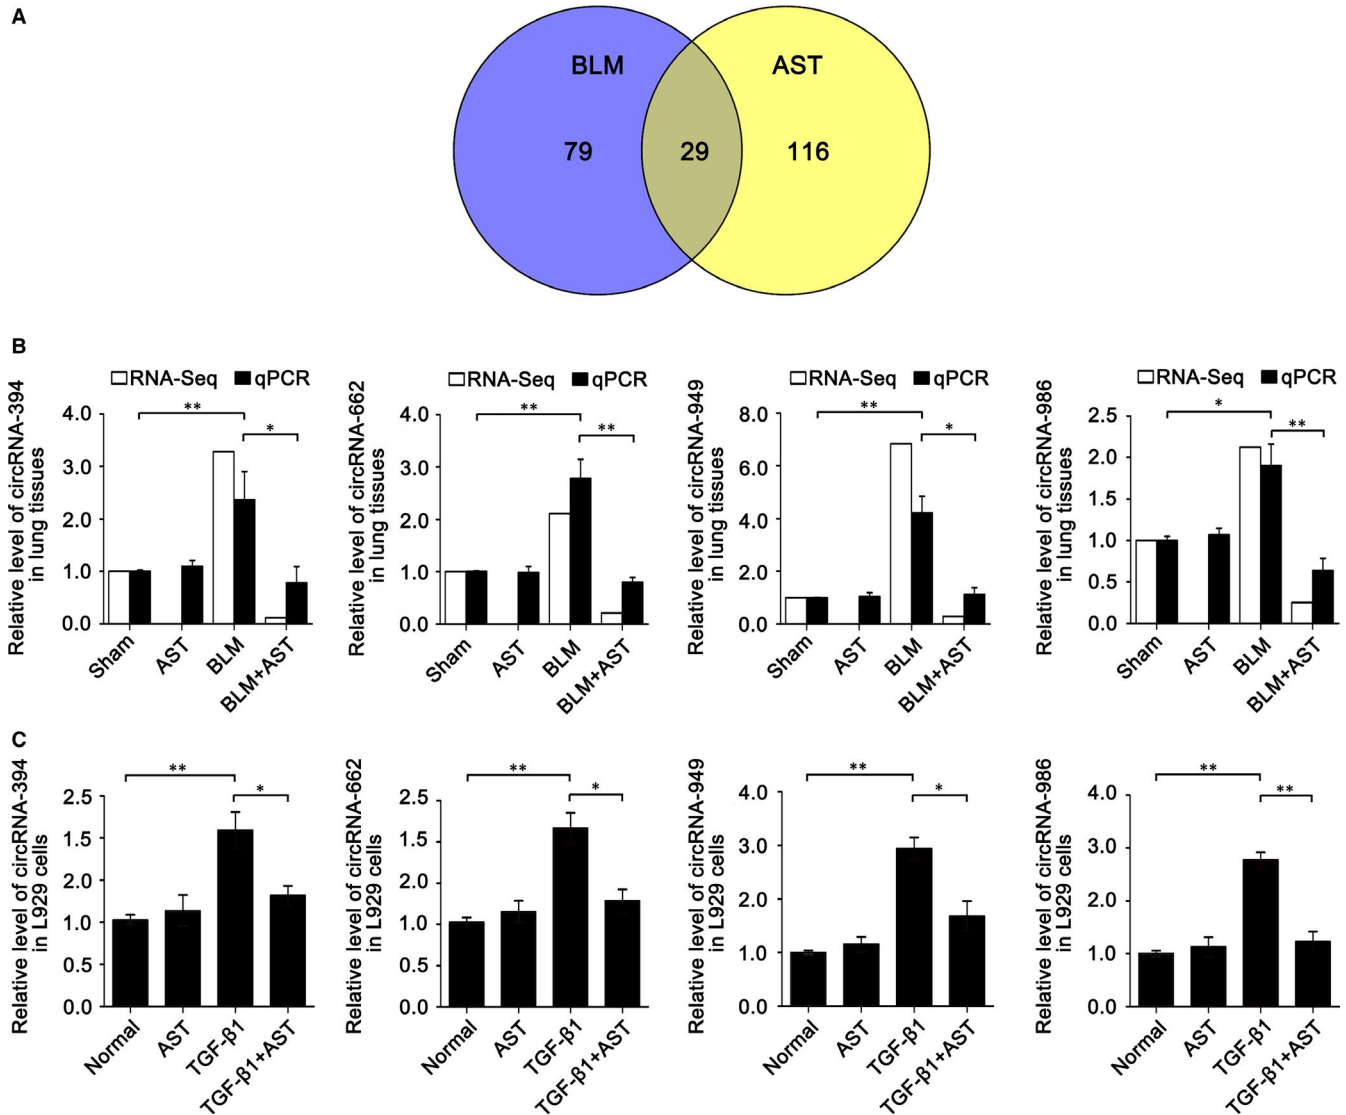 A
BLM
AST
79
29
116
B
Relative level of circRNA-394
in lung tissues
RNA-Seq
qPCR
**
*
4.0
3.0
2.0
1.0
0.0
Sham
AST
BLM
BLM+AST
Relative level of circRNA-662
in lung tissues
RNA-Seq
qPCR
**
**
4.0
3.0
2.0
1.0
0.0
Sham
AST
BLM
BLM+AST
Relative level of circRNA-949
in lung tissues
RNA-Seq
qPCR
**
*
8.0
6.0
4.0
2.0
0.0
Sham
AST
BLM
BLM+AST
Relative level of circRNA-986
in lung tissues
RNA-Seq
qPCR
*
**
2.5
2.0
1.5
1.0
0.5
0.0
Sham
AST
BLM
BLM+AST
C
Relative level of circRNA-394
in L929 cells
**
*
2.5
1.5
2.0
1.0
0.5
0.0
Normal
AST
TGF-β1
TGF-β1+AST
Relative level of circRNA-662
in L929 cells
**
*
2.5
1.5
2.0
1.0
0.5
0.0
Normal
AST
TGF-β1
TGF-β1+AST
Relative level of circRNA-949
in L929 cells
**
*
4.0
3.0
2.0
1.0
0.0
Normal
AST
TGF-β1
TGF-β1+AST
Relative level of circRNA-986
in L929 cells
**
**
4.0
3.0
2.0
1.0
0.0
Normal
AST
TGF-β1
TGF-β1+AST